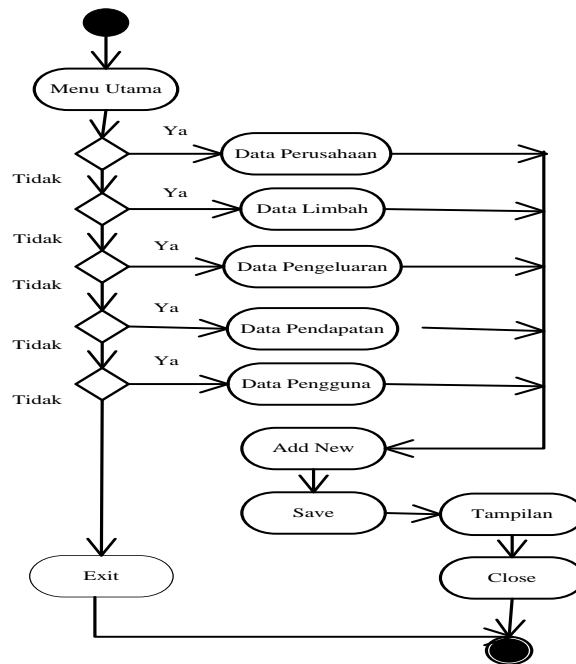 Menu Utama
Ya
Data Perusahaan
Tidak
Ya
Data Limbah
Tidak
Ya
Data Pengeluaran
Tidak
Ya
Data Pendapatan
Tidak
Ya
Data Pengguna
Tidak
Add New
Save
Tampilan
Exit
Close